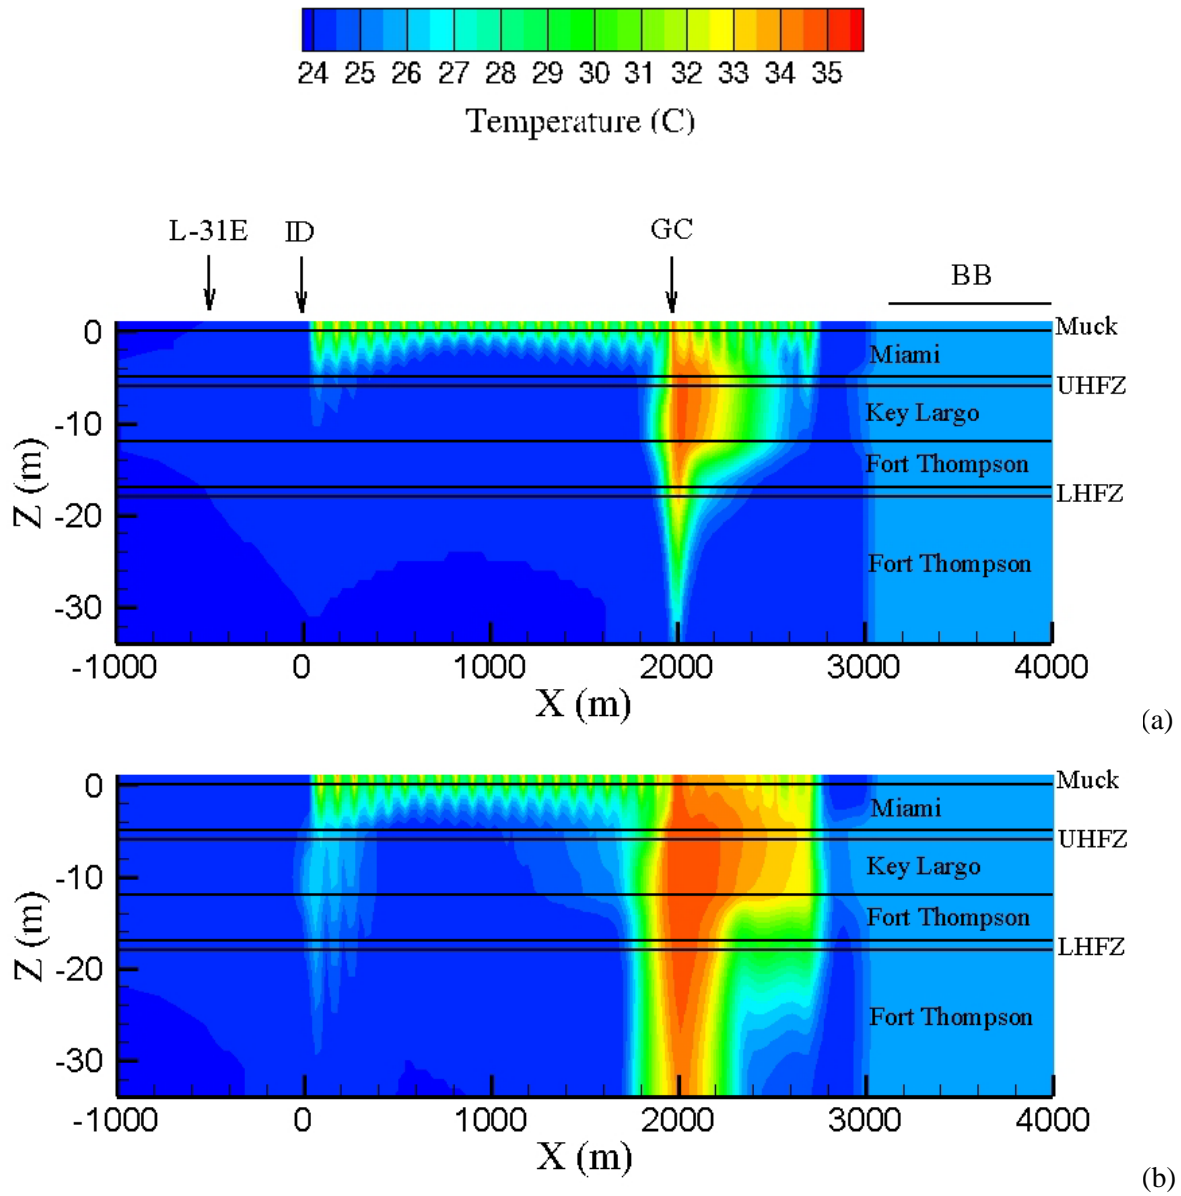 24 25 26 27 28 29 30 31 32 33 34 35
Temperature (C)
L-31E ID GC BB
0 Muck
Miami
UHFZ
-10 Key Largo
Fort Thompson
LHFZ
-20
Fort Thompson
-30
Z (m)
-1000 0 1000 2000 3000 4000
X (m)
(a)
0 Muck
Miami
UHFZ
-10 Key Largo
Fort Thompson
LHFZ
-20
Fort Thompson
-30
Z (m)
-1000 0 1000 2000 3000 4000
X (m)
(b)